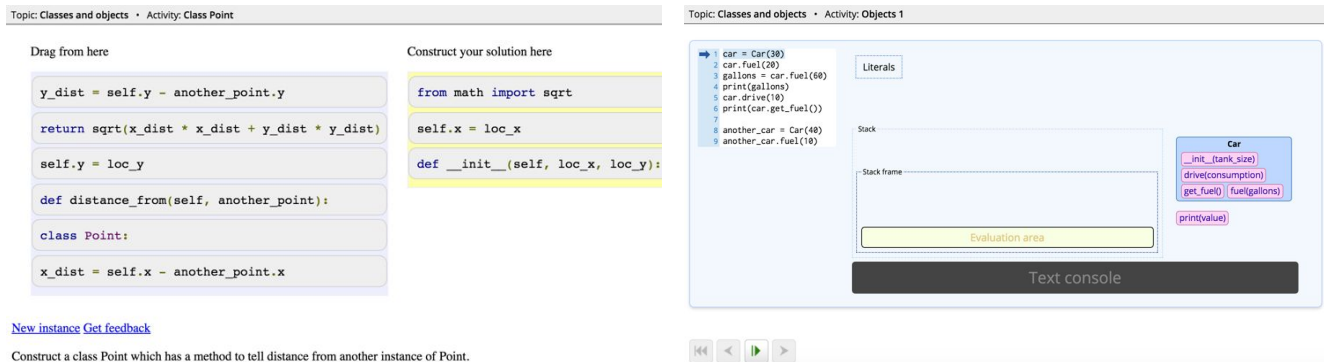 Topic: Classes and objects • Activity: Class Point
Drag from here
y_dist = self.y - another_point.y
return sqrt(x_dist * x_dist + y_dist * y_dist)
self.y = loc_y
def distance_from(self, another_point):
class Point:
x_dist = self.x - another_point.x
Construct your solution here
from math import sqrt
self.x = loc_x
def __init__(self, loc_x, loc_y):
New instance Get feedback
Construct a class Point which has a method to tell distance from another instance of Point.
Topic: Classes and objects • Activity: Objects 1
1 car = Car(30)
2 car.fuel(20)
3 gallons = car.fuel(60)
4 print(gallons)
5 car.drive(10)
6 print(car.get_fuel())
7
8 another_car = Car(40)
9 another_car.fuel(10)
Literals
Stack
Stack frame
Evaluation area
Car
__init__(tank_size)
drive(consumption)
get_fuel() fuel(gallons)
print(value)
Text console